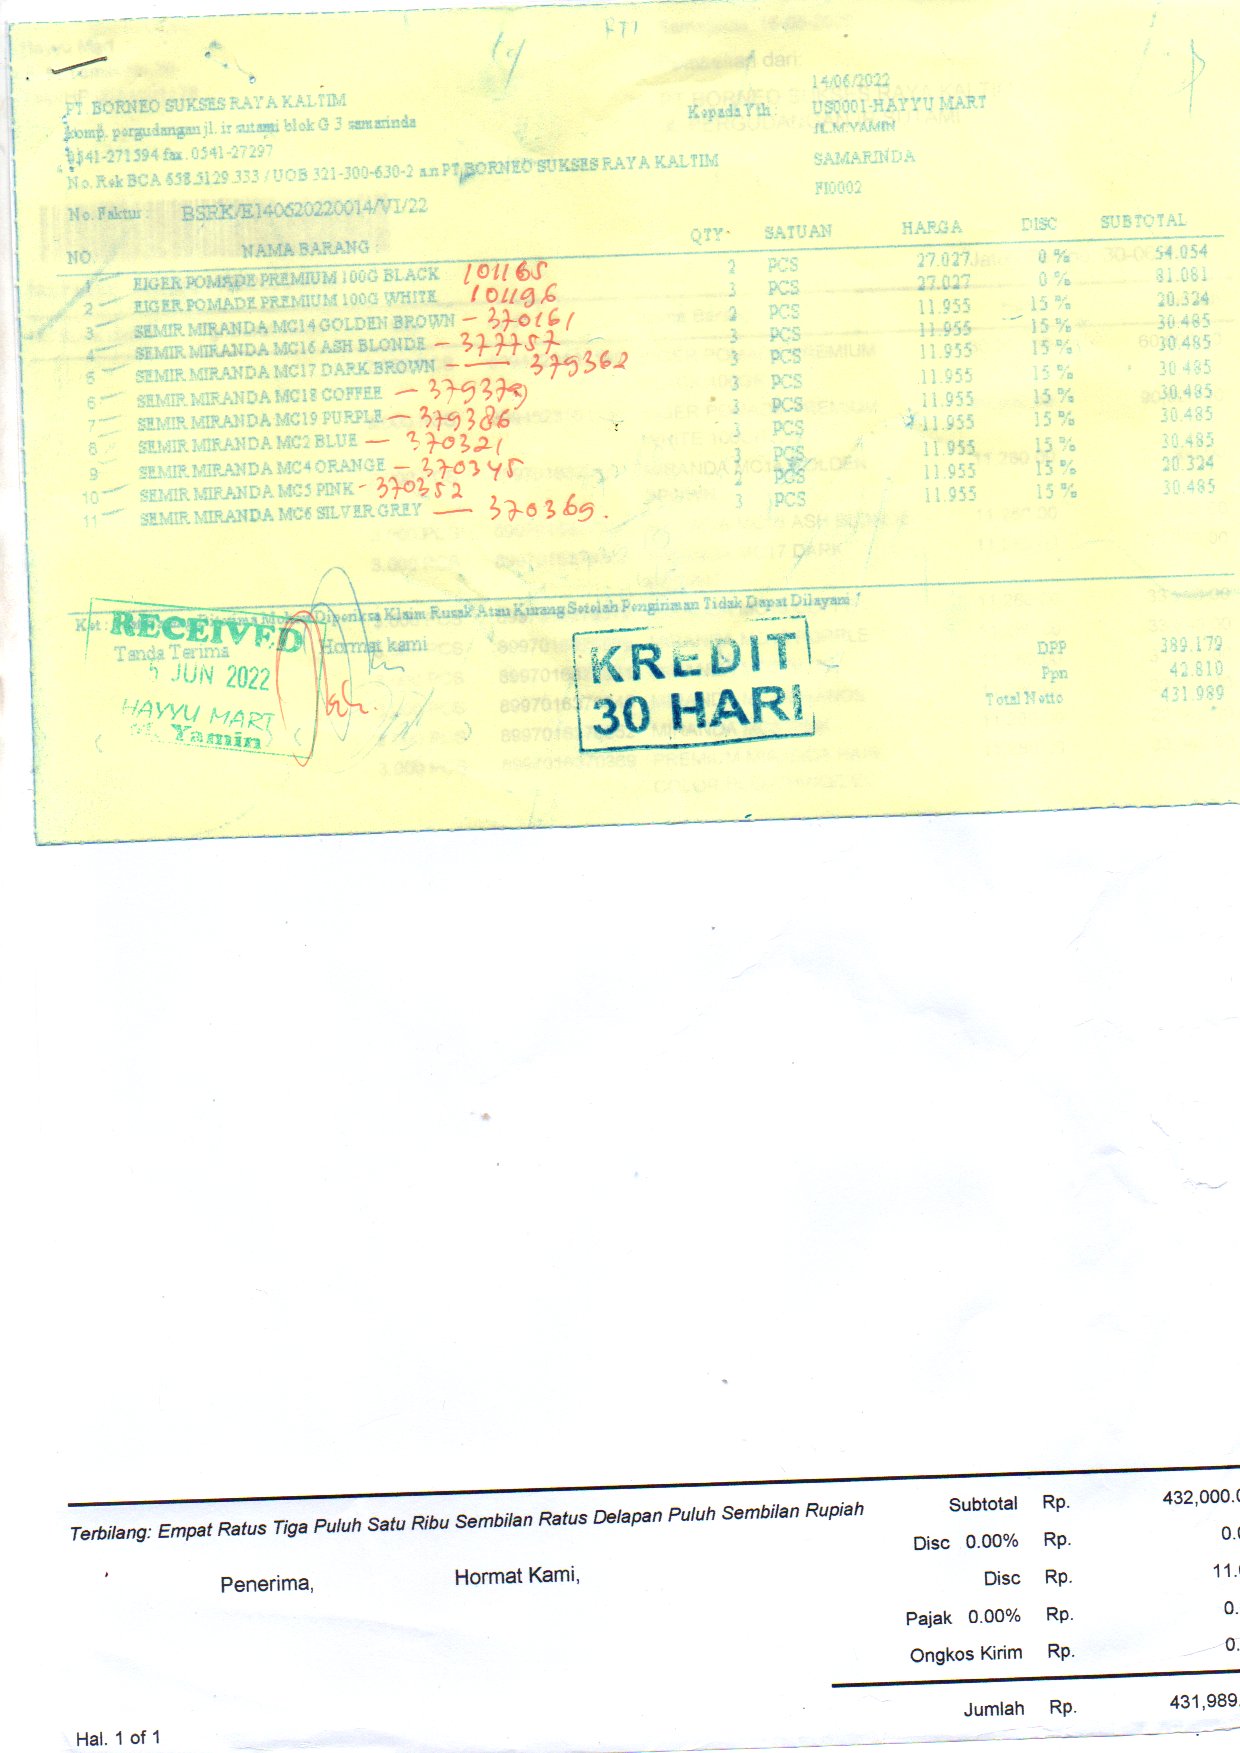 14/06/2022
PT BORNEO SUKSES RAYA KALTIM
Kepada Yth US0001-HAYYU MART
komp. pergudangan jl. ir sutami blok G 3 samarinda
JL.M.YAMIN
0541-271594 fax. 0541-27297
SAMARINDA
No. Rek BCA 658.5129.333 / UOB 321-300-630-2 a.n PT BORNEO SUKSES RAYA KALTIM
FI0002
No. Faktur BSRK/E140620220014/VI/22
NO NAMA BARANG QTY SATUAN HARGA DISC SUBTOTAL
1 EIGER POMADE PREMIUM 100G BLACK 101165 2 PCS 27.027 0 % 54.054
2 EIGER POMADE PREMIUM 100G WHITE 101196 3 PCS 27.027 0 % 81.081
3 SEMIR MIRANDA MC14 GOLDEN BROWN - 370161 2 PCS 11.955 15 % 20.324
4 SEMIR MIRANDA MC16 ASH BLONDE - 377757 3 PCS 11.955 15 % 30.485
5 SEMIR MIRANDA MC17 DARK BROWN - 379362 3 PCS 11.955 15 % 30.485
6 SEMIR MIRANDA MC18 COFFEE - 379379 3 PCS 11.955 15 % 30.485
7 SEMIR MIRANDA MC19 PURPLE - 379386 3 PCS 11.955 15 % 30.485
8 SEMIR MIRANDA MC2 BLUE - 370321 3 PCS 11.955 15 % 30.485
9 SEMIR MIRANDA MC4 ORANGE - 370345 3 PCS 11.955 15 % 30.485
10 SEMIR MIRANDA MC5 PINK - 370352 2 PCS 11.955 15 % 20.324
11 SEMIR MIRANDA MC6 SILVER GREY - 370369. 3 PCS 11.955 15 % 30.485
Ket : Diperiksa Klaim Rusak Atau Kurang Setelah Pengiriman Tidak Dapat Dilayani !
RECEIVED
Tanda Terima
Hormat kami
JUN 2022
HAYYU MART
M. Yamin
KREDIT
30 HARI
DPP 389.179
Ppn 42.810
Total Netto 431.989
Terbilang: Empat Ratus Tiga Puluh Satu Ribu Sembilan Ratus Delapan Puluh Sembilan Rupiah
Subtotal Rp. 432,000.0
Disc 0.00% Rp. 0.0
Penerima,
Hormat Kami,
Disc Rp. 11.
Pajak 0.00% Rp. 0.
Ongkos Kirim Rp. 0.
Jumlah Rp. 431,989.
Hal. 1 of 1